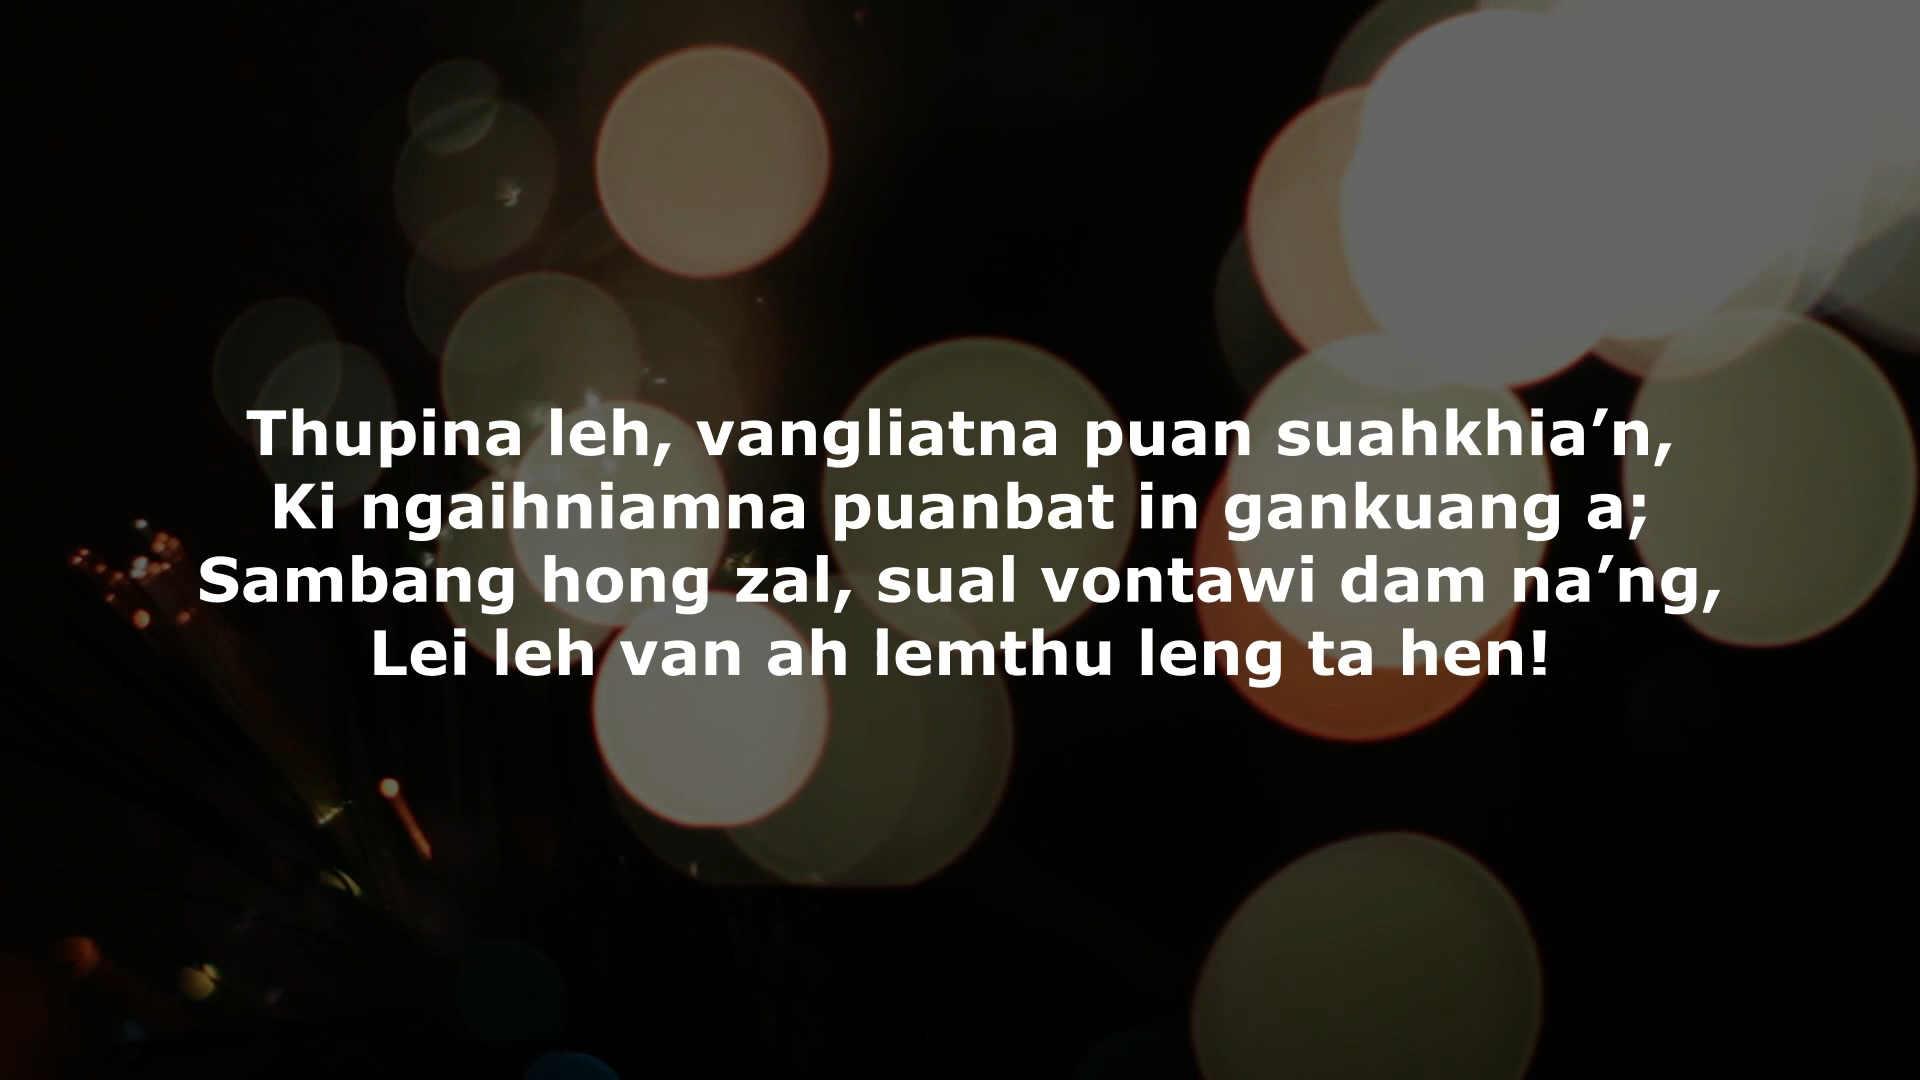 Thupina leh, vangliatna puan suahkhia’n,
Ki ngaihniamna puanbat in gankuang a;
Sambang hong zal, sual vontawi dam na’ng,
Lei leh van ah lemthu leng ta hen!